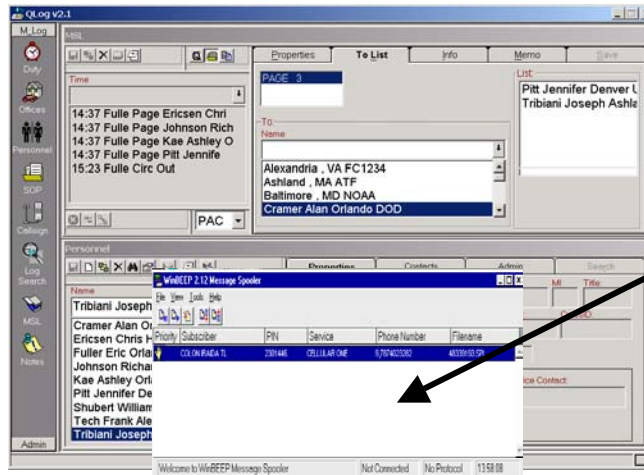 QLog v2.1
M_Log
Duty
Offices
Personnel
SOP
Callsign
Log
Search
MSL
Notes
Admin
MSL
Time
14:37 Fulle Page Ericsen Chri
14:37 Fulle Page Johnson Rich
14:37 Fulle Page Kae Ashley O
14:37 Fulle Page Pitt Jennife
15:23 Fulle Circ Out
PAC
Properties
To List
Info
Memo
Save
PAGE 3
To:
Name
Alexandria , VA FC1234
Ashland , MA ATF
Baltimore , MD NOAA
Cramer Alan Orlando DOD
List:
Pitt Jennifer Denver
Tribiani Joseph Ashla
Personnel
Name
Tribiani Joseph
Cramer Alan Or
Ericsen Chris H
Fuller Eric Orla
Johnson Richa
Kae Ashley Orl
Pitt Jennifer De
Shubert William
Tech Frank Ale
Tribiani Joseph
Properties
Contacts
Admin
Search
MI
Title
ice Contact
WinBEEP 2.12 Message Spooler
File View Tools Help
Priority Subscriber PIN Service Phone Number Filename
COLON IRAIDA TL CELLULAR ONE
Welcome to WinBEEP Message Spooler Not Connected No Protocol 13:58:08